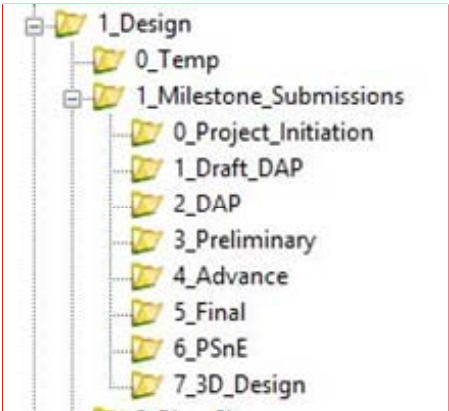 1_Design
0_Temp
1_Milestone_Submissions
0_Project_Initiation
1_Draft_DAP
2_DAP
3_Preliminary
4_Advance
5_Final
6_PSnE
7_3D_Design